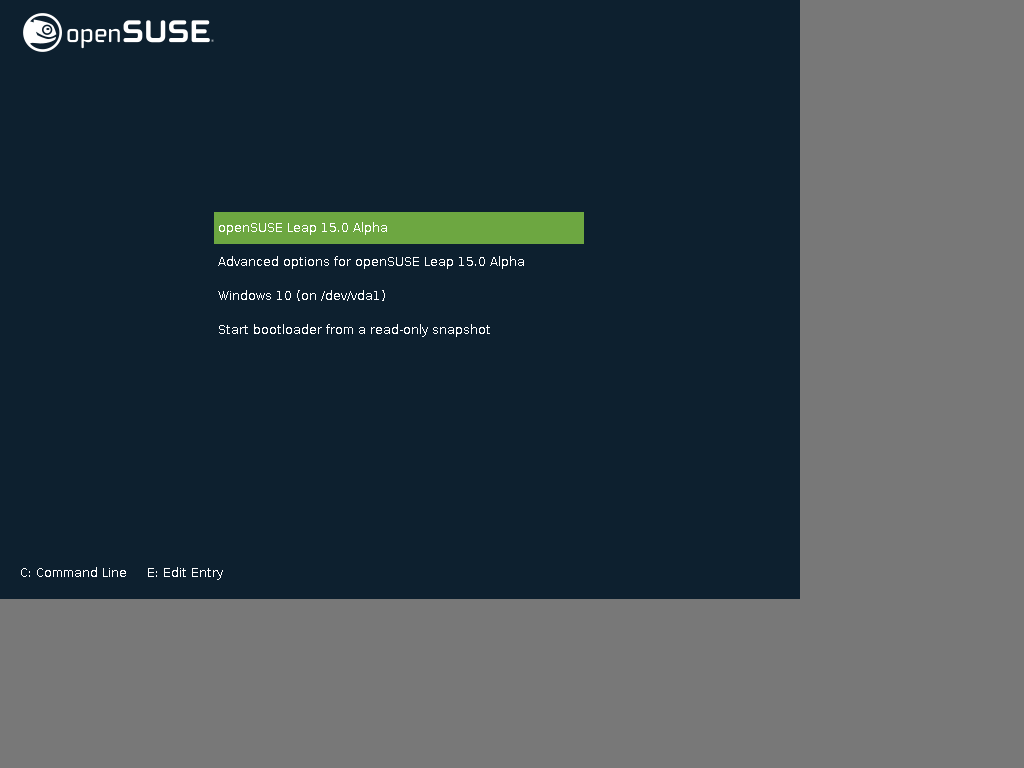 openSUSE.
openSUSE Leap 15.0 Alpha
Advanced options for openSUSE Leap 15.0 Alpha
Windows 10 (on /dev/vda1)
Start bootloader from a read-only snapshot
C: Command Line E: Edit Entry